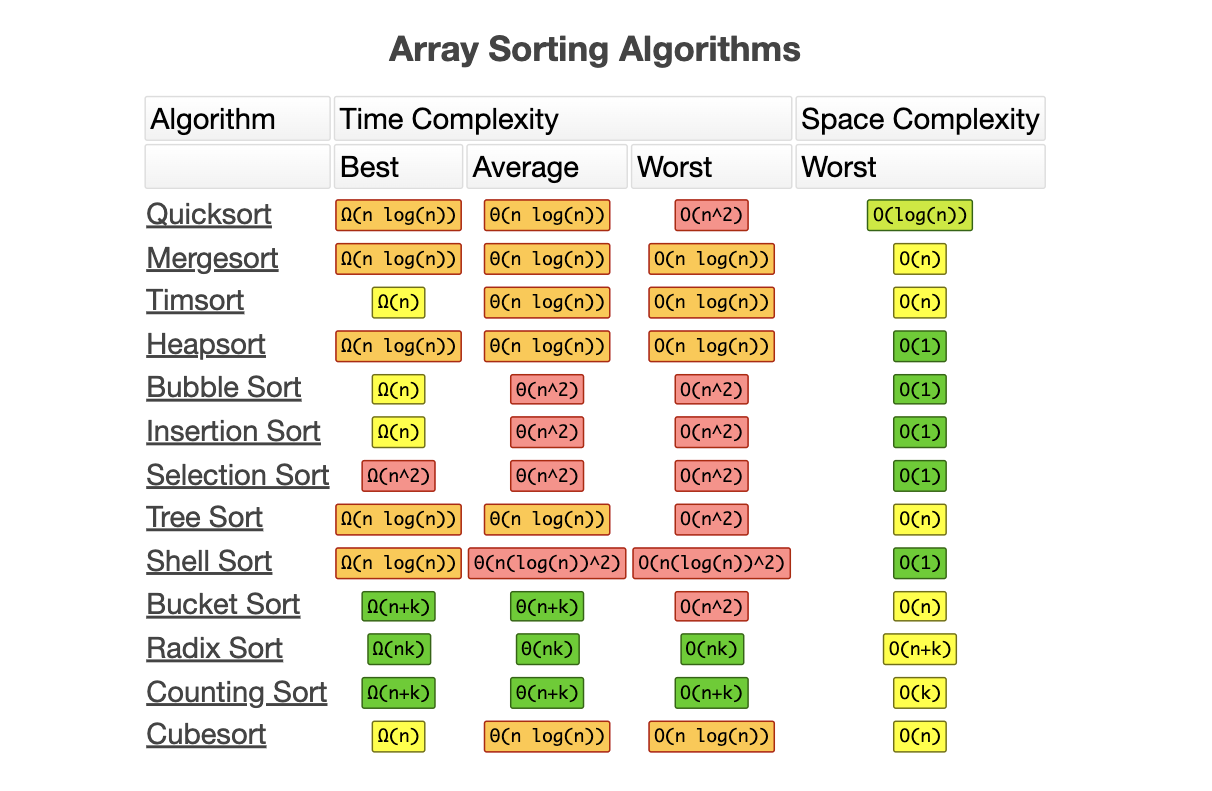 Array Sorting Algorithms
Algorithm Time Complexity Space Complexity
Best Average Worst Worst
Quicksort Ω(n log(n)) θ(n log(n)) O(n^2) O(log(n))
Mergesort Ω(n log(n)) θ(n log(n)) O(n log(n)) O(n)
Timsort Ω(n) θ(n log(n)) O(n log(n)) O(n)
Heapsort Ω(n log(n)) θ(n log(n)) O(n log(n)) O(1)
Bubble Sort Ω(n) θ(n^2) O(n^2) O(1)
Insertion Sort Ω(n) θ(n^2) O(n^2) O(1)
Selection Sort Ω(n^2) θ(n^2) O(n^2) O(1)
Tree Sort Ω(n log(n)) θ(n log(n)) O(n^2) O(n)
Shell Sort Ω(n log(n)) θ(n(log(n))^2) O(n(log(n))^2) O(1)
Bucket Sort Ω(n+k) θ(n+k) O(n^2) O(n)
Radix Sort Ω(nk) θ(nk) O(nk) O(n+k)
Counting Sort Ω(n+k) θ(n+k) O(n+k) O(k)
Cubesort Ω(n) θ(n log(n)) O(n log(n)) O(n)